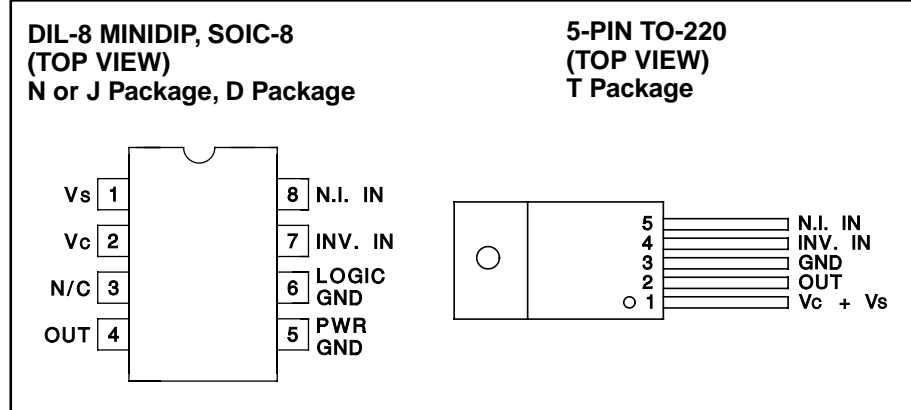 DIL-8 MINIDIP, SOIC-8
(TOP VIEW)
N or J Package, D Package
Vs 1
Vc 2
N/C 3
OUT 4
8 N.I. IN
7 INV. IN
6 LOGIC
GND
5 PWR
GND
5-PIN TO-220
(TOP VIEW)
T Package
5 N.I. IN
4 INV. IN
3 GND
2 OUT
1 Vc + Vs